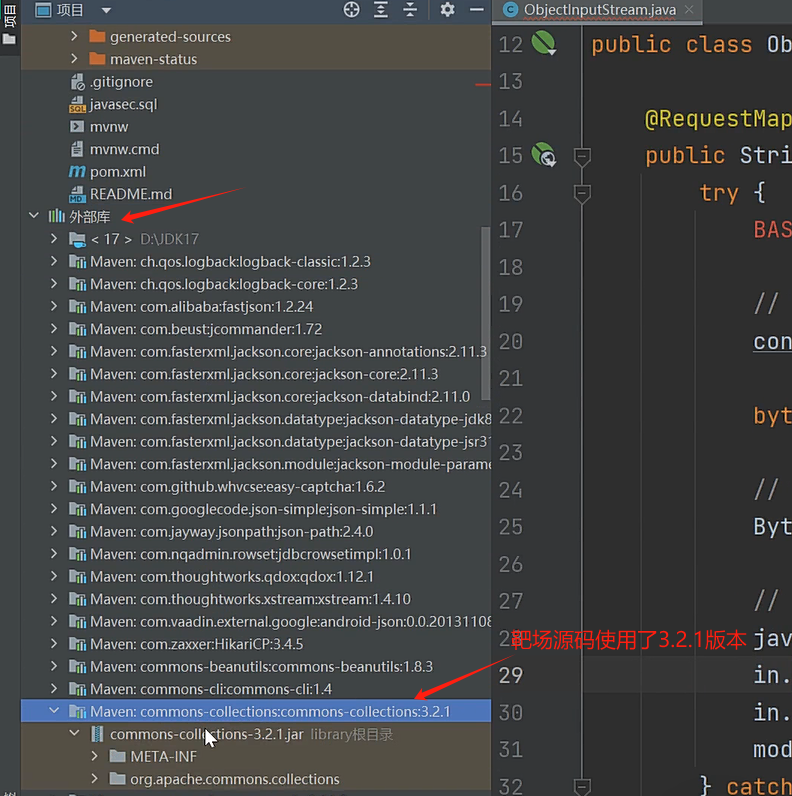 项目
项目
generated-sources
maven-status
.gitignore
javasec.sql
mvnw
mvnw.cmd
pom.xml
README.md
外部库
< 17 > D:\JDK17
Maven: ch.qos.logback:logback-classic:1.2.3
Maven: ch.qos.logback:logback-core:1.2.3
Maven: com.alibaba:fastjson:1.2.24
Maven: com.beust:jcommander:1.72
Maven: com.fasterxml.jackson.core:jackson-annotations:2.11.3
Maven: com.fasterxml.jackson.core:jackson-core:2.11.3
Maven: com.fasterxml.jackson.core:jackson-databind:2.11.0
Maven: com.fasterxml.jackson.datatype:jackson-datatype-jdk8
Maven: com.fasterxml.jackson.datatype:jackson-datatype-jsr31
Maven: com.fasterxml.jackson.module:jackson-module-parame
Maven: com.github.whvcse:easy-captcha:1.6.2
Maven: com.googlecode.json-simple:json-simple:1.1.1
Maven: com.jayway.jsonpath:json-path:2.4.0
Maven: com.nqadmin.rowset:jdbcrowsetimpl:1.0.1
Maven: com.thoughtworks.qdox:qdox:1.12.1
Maven: com.thoughtworks.xstream:xstream:1.4.10
Maven: com.vaadin.external.google:android-json:0.0.20131108
Maven: com.zaxxer:HikariCP:3.4.5
Maven: commons-beanutils:commons-beanutils:1.8.3
Maven: commons-cli:commons-cli:1.4
Maven: commons-collections:commons-collections:3.2.1
commons-collections-3.2.1.jar library根目录
META-INF
org.apache.commons.collections
ObjectInputStream.java
12 public class Ob
13
14 @RequestMap
15 public Stri
16 try {
17 BAS
18
19 //
20 con
21
22 byt
23
24 //
25 Byt
26
27 //
28 jav
靶场源码使用了3.2.1版本
29 in.
30 in.
31 mod
32 } catch